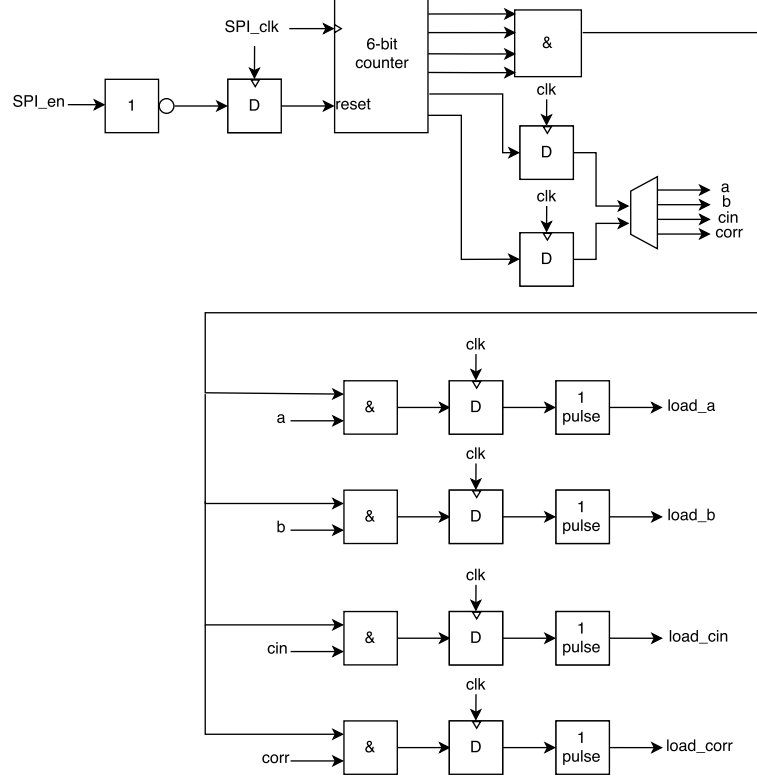 SPI_clk
6-bit
counter
&
SPI_en
1
D
reset
clk
D
clk
D
a
b
cin
corr
clk
&
D
1
pulse
load_a
a
clk
&
D
1
pulse
load_b
b
clk
&
D
1
pulse
load_cin
cin
clk
&
D
1
pulse
load_corr
corr